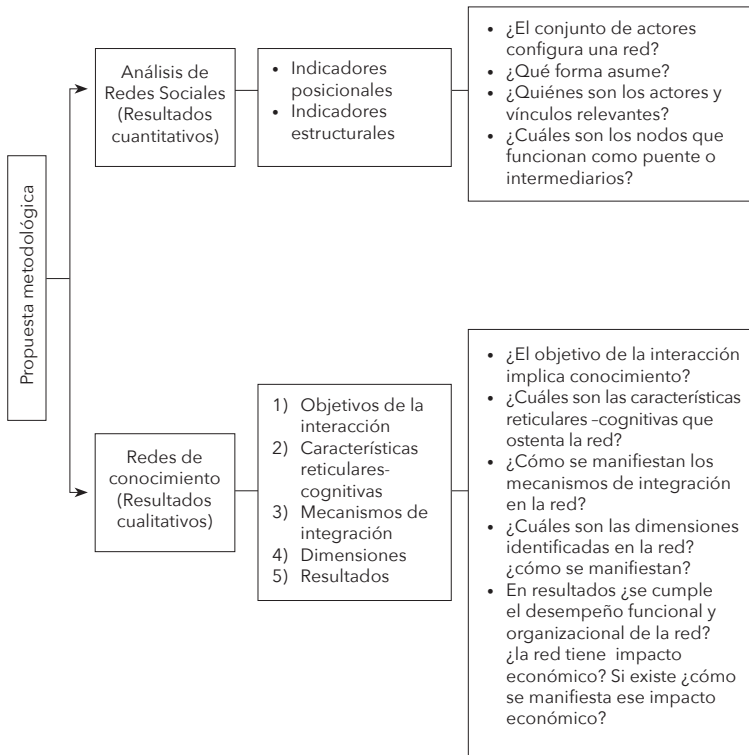 Propuesta metodológica
Análisis de
Redes Sociales
(Resultados
cuantitativos)
• Indicadores
posicionales
• Indicadores
estructurales
• ¿El conjunto de actores
configura una red?
• ¿Qué forma asume?
• ¿Quiénes son los actores y
vínculos relevantes?
• ¿Cuáles son los nodos que
funcionan como puente o
intermediarios?
Redes de
conocimiento
(Resultados
cualitativos)
1) Objetivos de la
interacción
2) Características
reticulares-
cognitivas
3) Mecanismos de
integración
4) Dimensiones
5) Resultados
• ¿El objetivo de la interacción
implica conocimiento?
• ¿Cuáles son las características
reticulares –cognitivas que
ostenta la red?
• ¿Cómo se manifiestan los
mecanismos de integración
en la red?
• ¿Cuáles son las dimensiones
identificadas en la red?
¿cómo se manifiestan?
• En resultados ¿se cumple
el desempeño funcional y
organizacional de la red?
¿la red tiene impacto
económico? Si existe ¿cómo
se manifiesta ese impacto
económico?